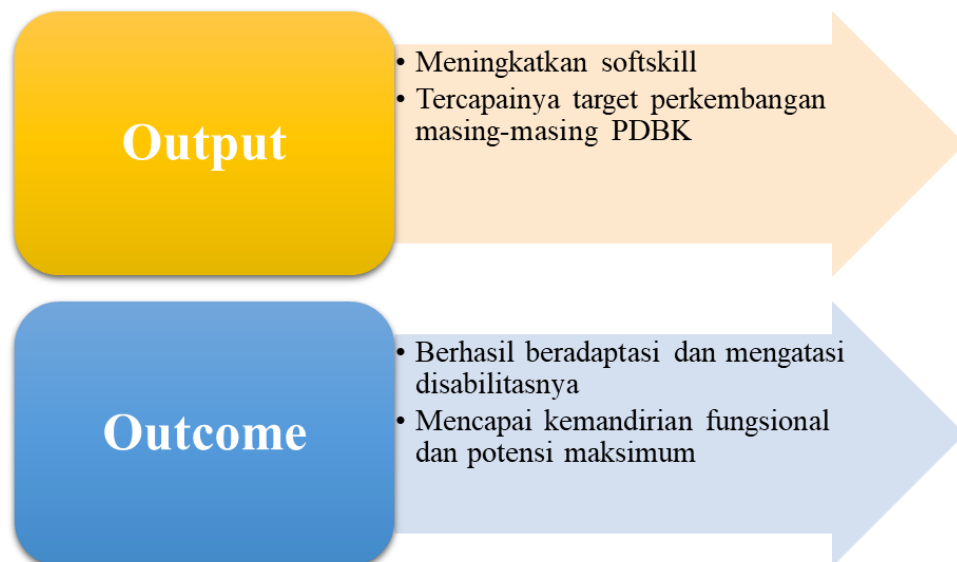 Output
• Meningkatkan softskill
• Tercapainya target perkembangan
masing-masing PDBK
Outcome
• Berhasil beradaptasi dan mengatasi
disabilitasnya
• Mencapai kemandirian fungsional
dan potensi maksimum